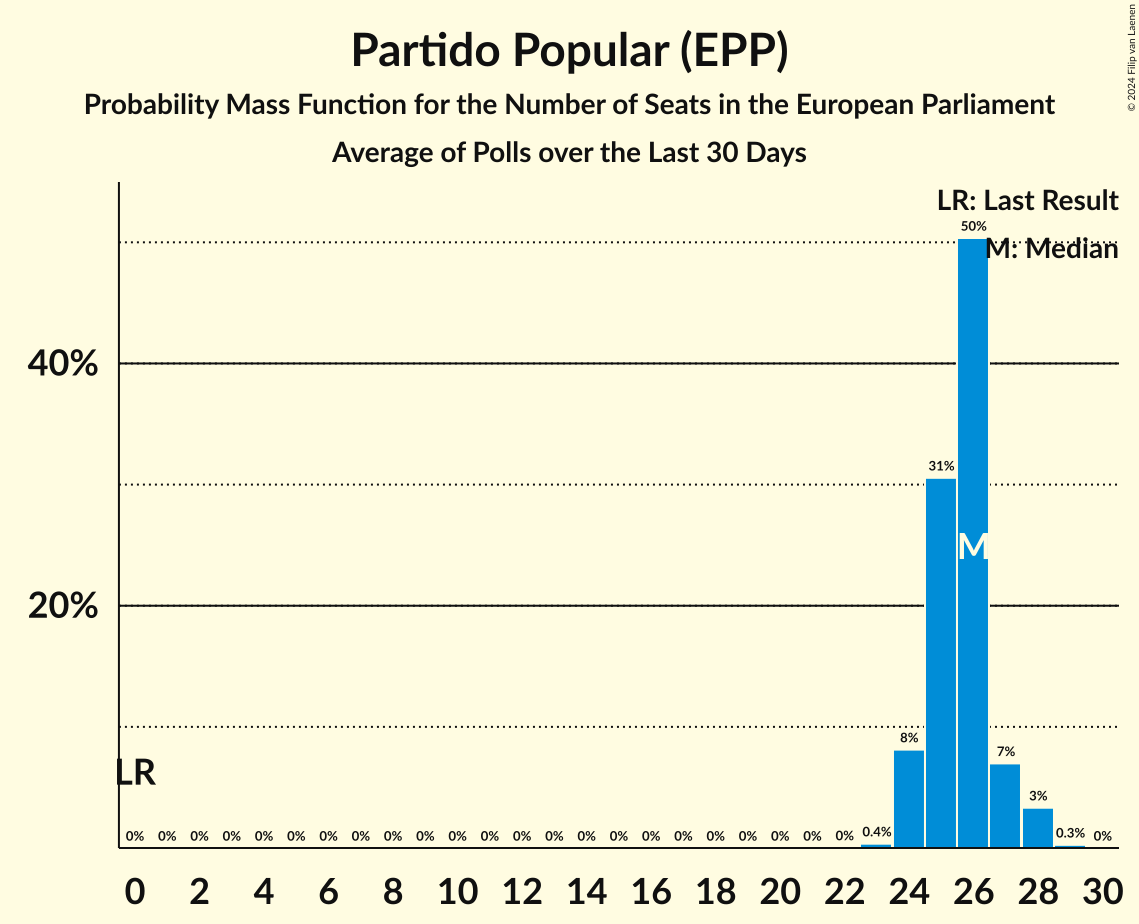 Partido Popular (EPP)
Probability Mass Function for the Number of Seats in the European Parliament
Average of Polls over the Last 30 Days
© 2024 Filip van Laenen
LR: Last Result
M: Median
50%
40%
31%
M
20%
8%
7%
LR
3%
0% 0% 0% 0% 0% 0% 0% 0% 0% 0% 0% 0% 0% 0% 0% 0% 0% 0% 0% 0% 0% 0% 0% 0.4% 0.3% 0%
0 2 4 6 8 10 12 14 16 18 20 22 24 26 28 30